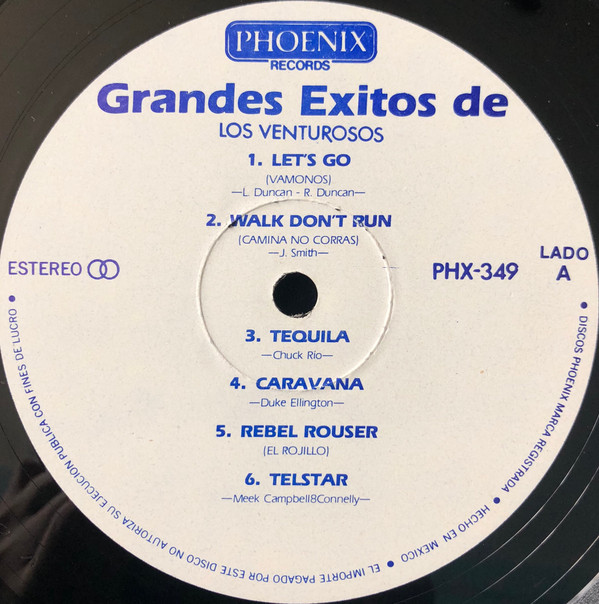 PHOENIX
RECORDS
Grandes Exitos de
LOS VENTUROSOS
1. LET'S GO
(VAMONOS)
—L. Duncan - R. Duncan—
2. WALK DON'T RUN
(CAMINA NO CORRAS)
—J. Smith—
ESTEREO
PHX-349
LADO
A
3. TEQUILA
—Chuck Rio—
4. CARAVANA
—Duke Ellington—
5. REBEL ROUSER
(EL ROJILLO)
6. TELSTAR
—Meek Campbell8Connelly—
• DISCOS PHOENIX MARCA REGISTRADA • HECHO EN MEXICO • EL IMPORTE PAGADO POR ESTE DISCO NO AUTORIZA SU EJECUCION PUBLICA CON FINES DE LUCRO •